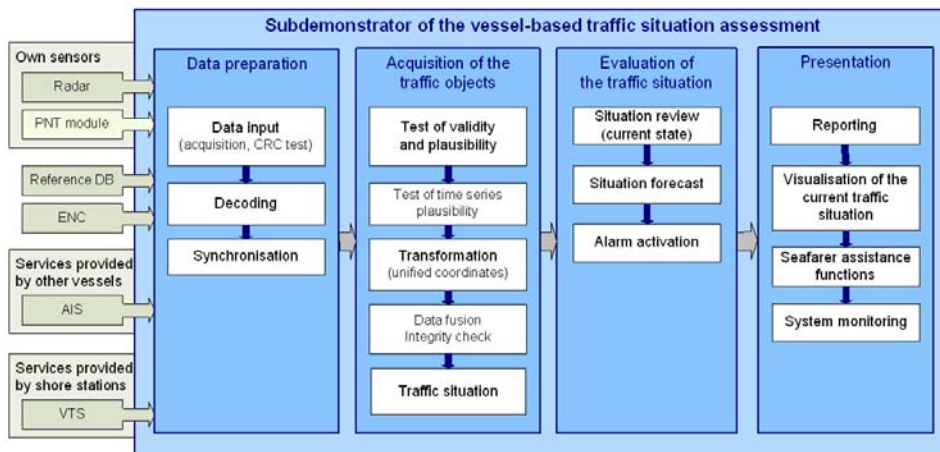 Subdemonstrator of the vessel-based traffic situation assessment
Own sensors
Radar
PNT module
Reference DB
ENC
Services provided
by other vessels
AIS
Services provided
by shore stations
VTS
Data preparation
Data input
(acquisition, CRC test)
Decoding
Synchronisation
Acquisition of the
traffic objects
Test of validity
and plausibility
Test of time series
plausibility
Transformation
(unified coordinates)
Data fusion
Integrity check
Traffic situation
Evaluation of
the traffic situation
Situation review
(current state)
Situation forecast
Alarm activation
Presentation
Reporting
Visualisation of the
current traffic
situation
Seafarer assistance
functions
System monitoring